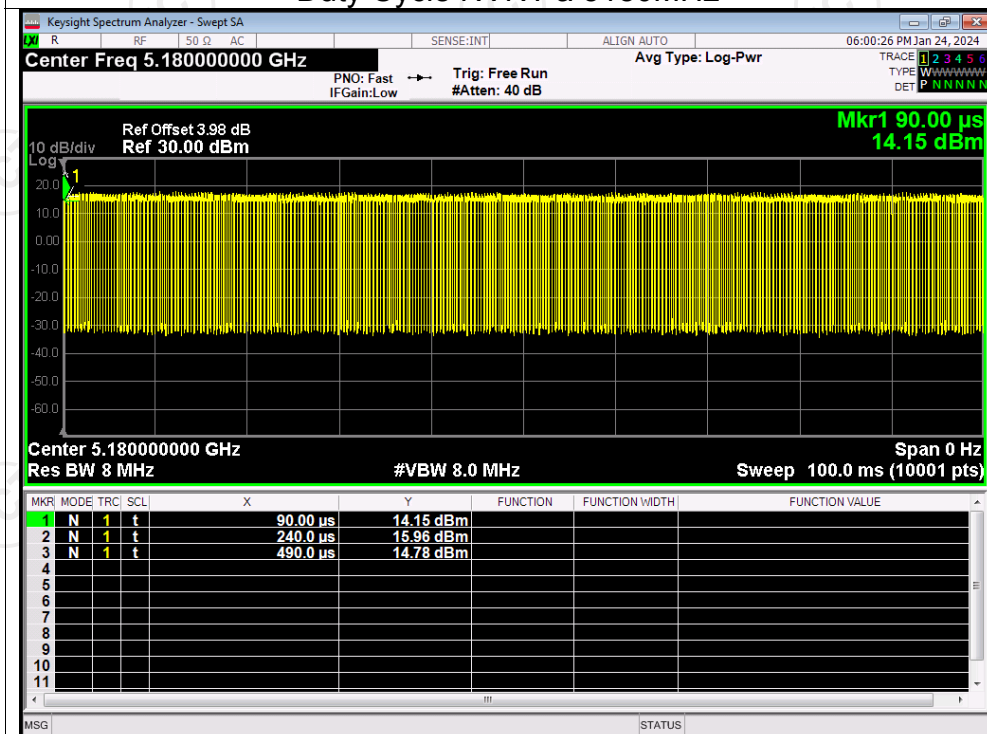 Keysight Spectrum Analyzer - Swept SA
LXI R RF 50 Ω AC SENSE:INT ALIGN AUTO 06:00:26 PM Jan 24, 2024
Center Freq 5.180000000 GHz Avg Type: Log-Pwr TRACE 1 2 3 4 5 6
PNO: Fast Trig: Free Run TYPE WWWWWW
IFGain:Low #Atten: 40 dB DET P N N N N N
Mkr1 90.00 µs
Ref Offset 3.98 dB
10 dB/div Ref 30.00 dBm 14.15 dBm
Log
1
20.0
10.0
0.00
-10.0
-20.0
-30.0
-40.0
-50.0
-60.0
Center 5.180000000 GHz Span 0 Hz
Res BW 8 MHz #VBW 8.0 MHz Sweep 100.0 ms (10001 pts)
MKR MODE TRC SCL X Y FUNCTION FUNCTION WIDTH FUNCTION VALUE
1 N 1 t 90.00 µs 14.15 dBm
2 N 1 t 240.0 µs 15.96 dBm
3 N 1 t 490.0 µs 14.78 dBm
4
5
6
7
8
9
10
11
MSG STATUS